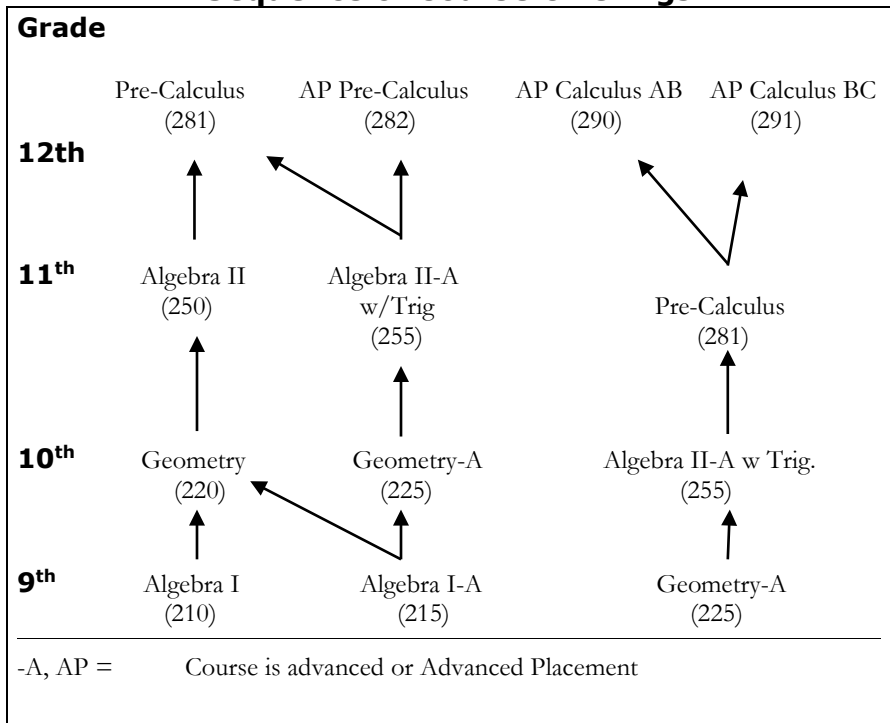 Grade
Pre-Calculus AP Pre-Calculus AP Calculus AB AP Calculus BC
(281) (282) (290) (291)
12th
11th Algebra II Algebra II-A
(250) w/Trig Pre-Calculus
(255) (281)
10th Geometry Geometry-A Algebra II-A w Trig.
(220) (225) (255)
9th Algebra I Algebra I-A Geometry-A
(210) (215) (225)
-A, AP = Course is advanced or Advanced Placement